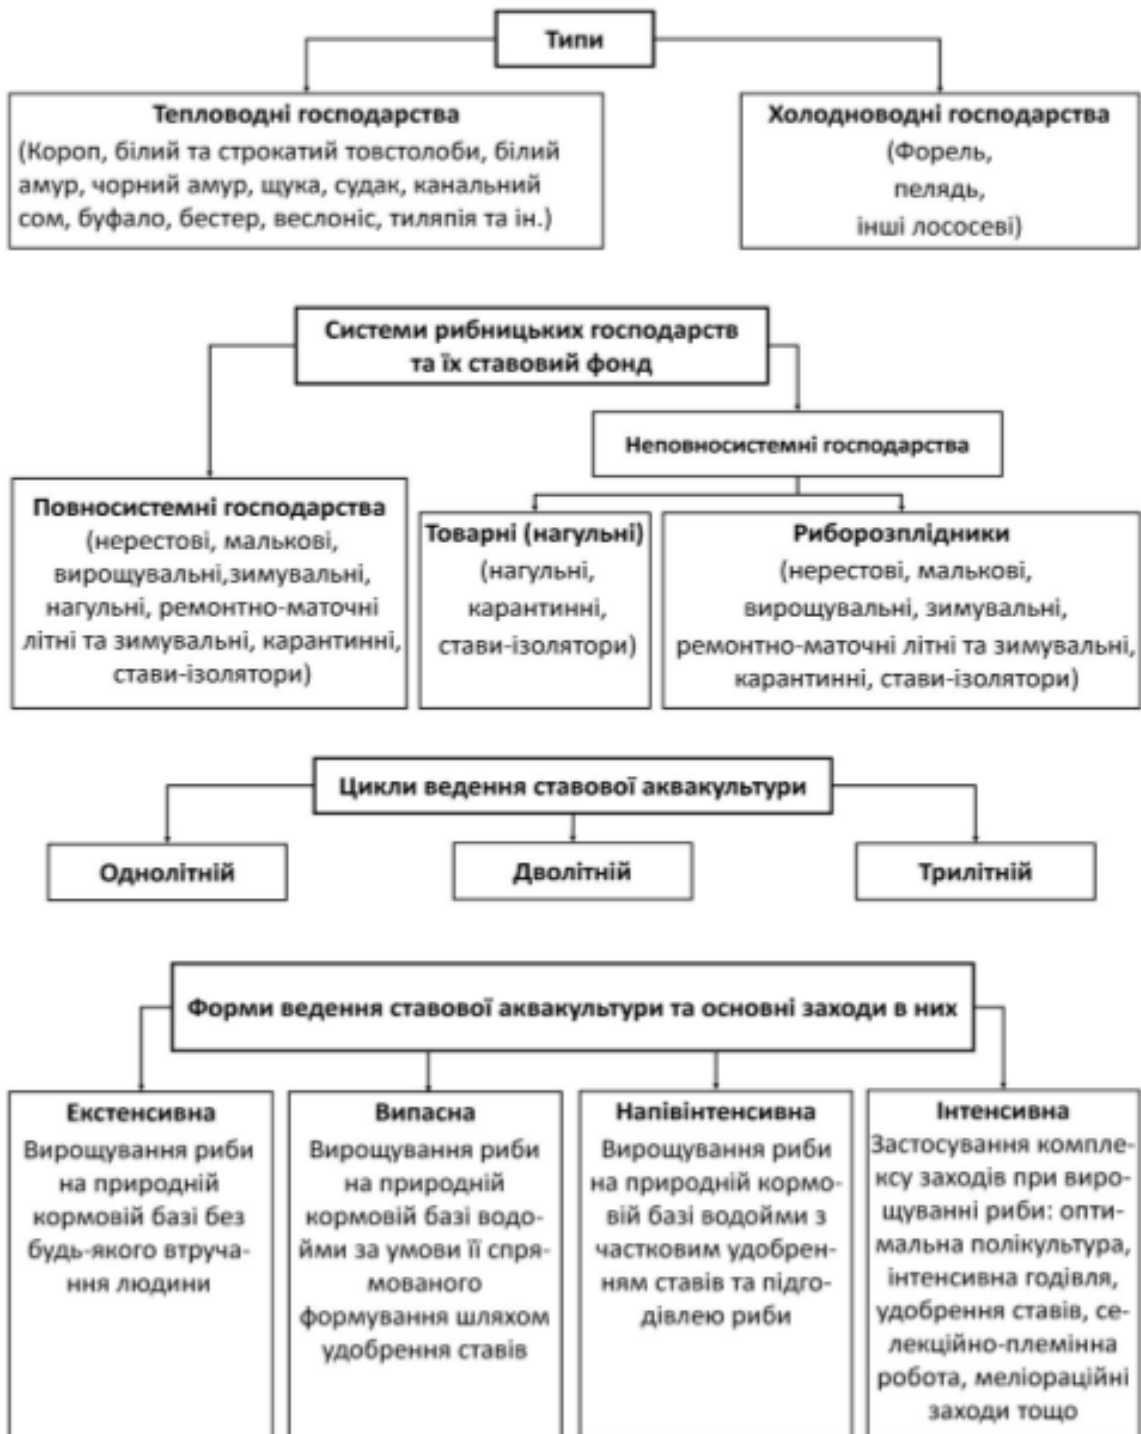 Типи
Тепловодні господарства
(Короп, білий та строкатий товстолоби, білий
амур, чорний амур, щука, судак, канальний
сом, буфало, бестер, веслоніс, тиляпія та ін.)
Холодноводні господарства
(Форель,
пелядь,
інші лососеві)
Системи рибницьких господарств
та їх ставовий фонд
Неповносистемні господарства
Повносистемні господарства
(нерестові, малькові,
вирощувальні,зимувальні,
нагульні, ремонтно-маточні
літні та зимувальні, карантинні,
стави-ізолятори)
Товарні (нагульні)
(нагульні,
карантинні,
стави-ізолятори)
Риборозплідники
(нерестові, малькові,
вирощувальні, зимувальні,
ремонтно-маточні літні та зимувальні,
карантинні, стави-ізолятори)
Цикли ведення ставової аквакультури
Однолітній
Дволітній
Трилітній
Форми ведення ставової аквакультури та основні заходи в них
Екстенсивна
Вирощування риби
на природній
кормовій базі без
будь-якого втруча-
ння людини
Випасна
Вирощування риби
на природній
кормовій базі водо-
йми за умови її спря-
мованого
формування шляхом
удобрення ставів
Напівінтенсивна
Вирощування риби
на природній кормо-
вій базі водойми з
частковим удобрен-
ням ставів та підго-
дівлею риби
Інтенсивна
Застосування компле-
ксу заходів при виро-
щуванні риби: опти-
мальна полікультура,
інтенсивна годівля,
удобрення ставів, се-
лекційно-племінна
робота, меліораційні
заходи тощо